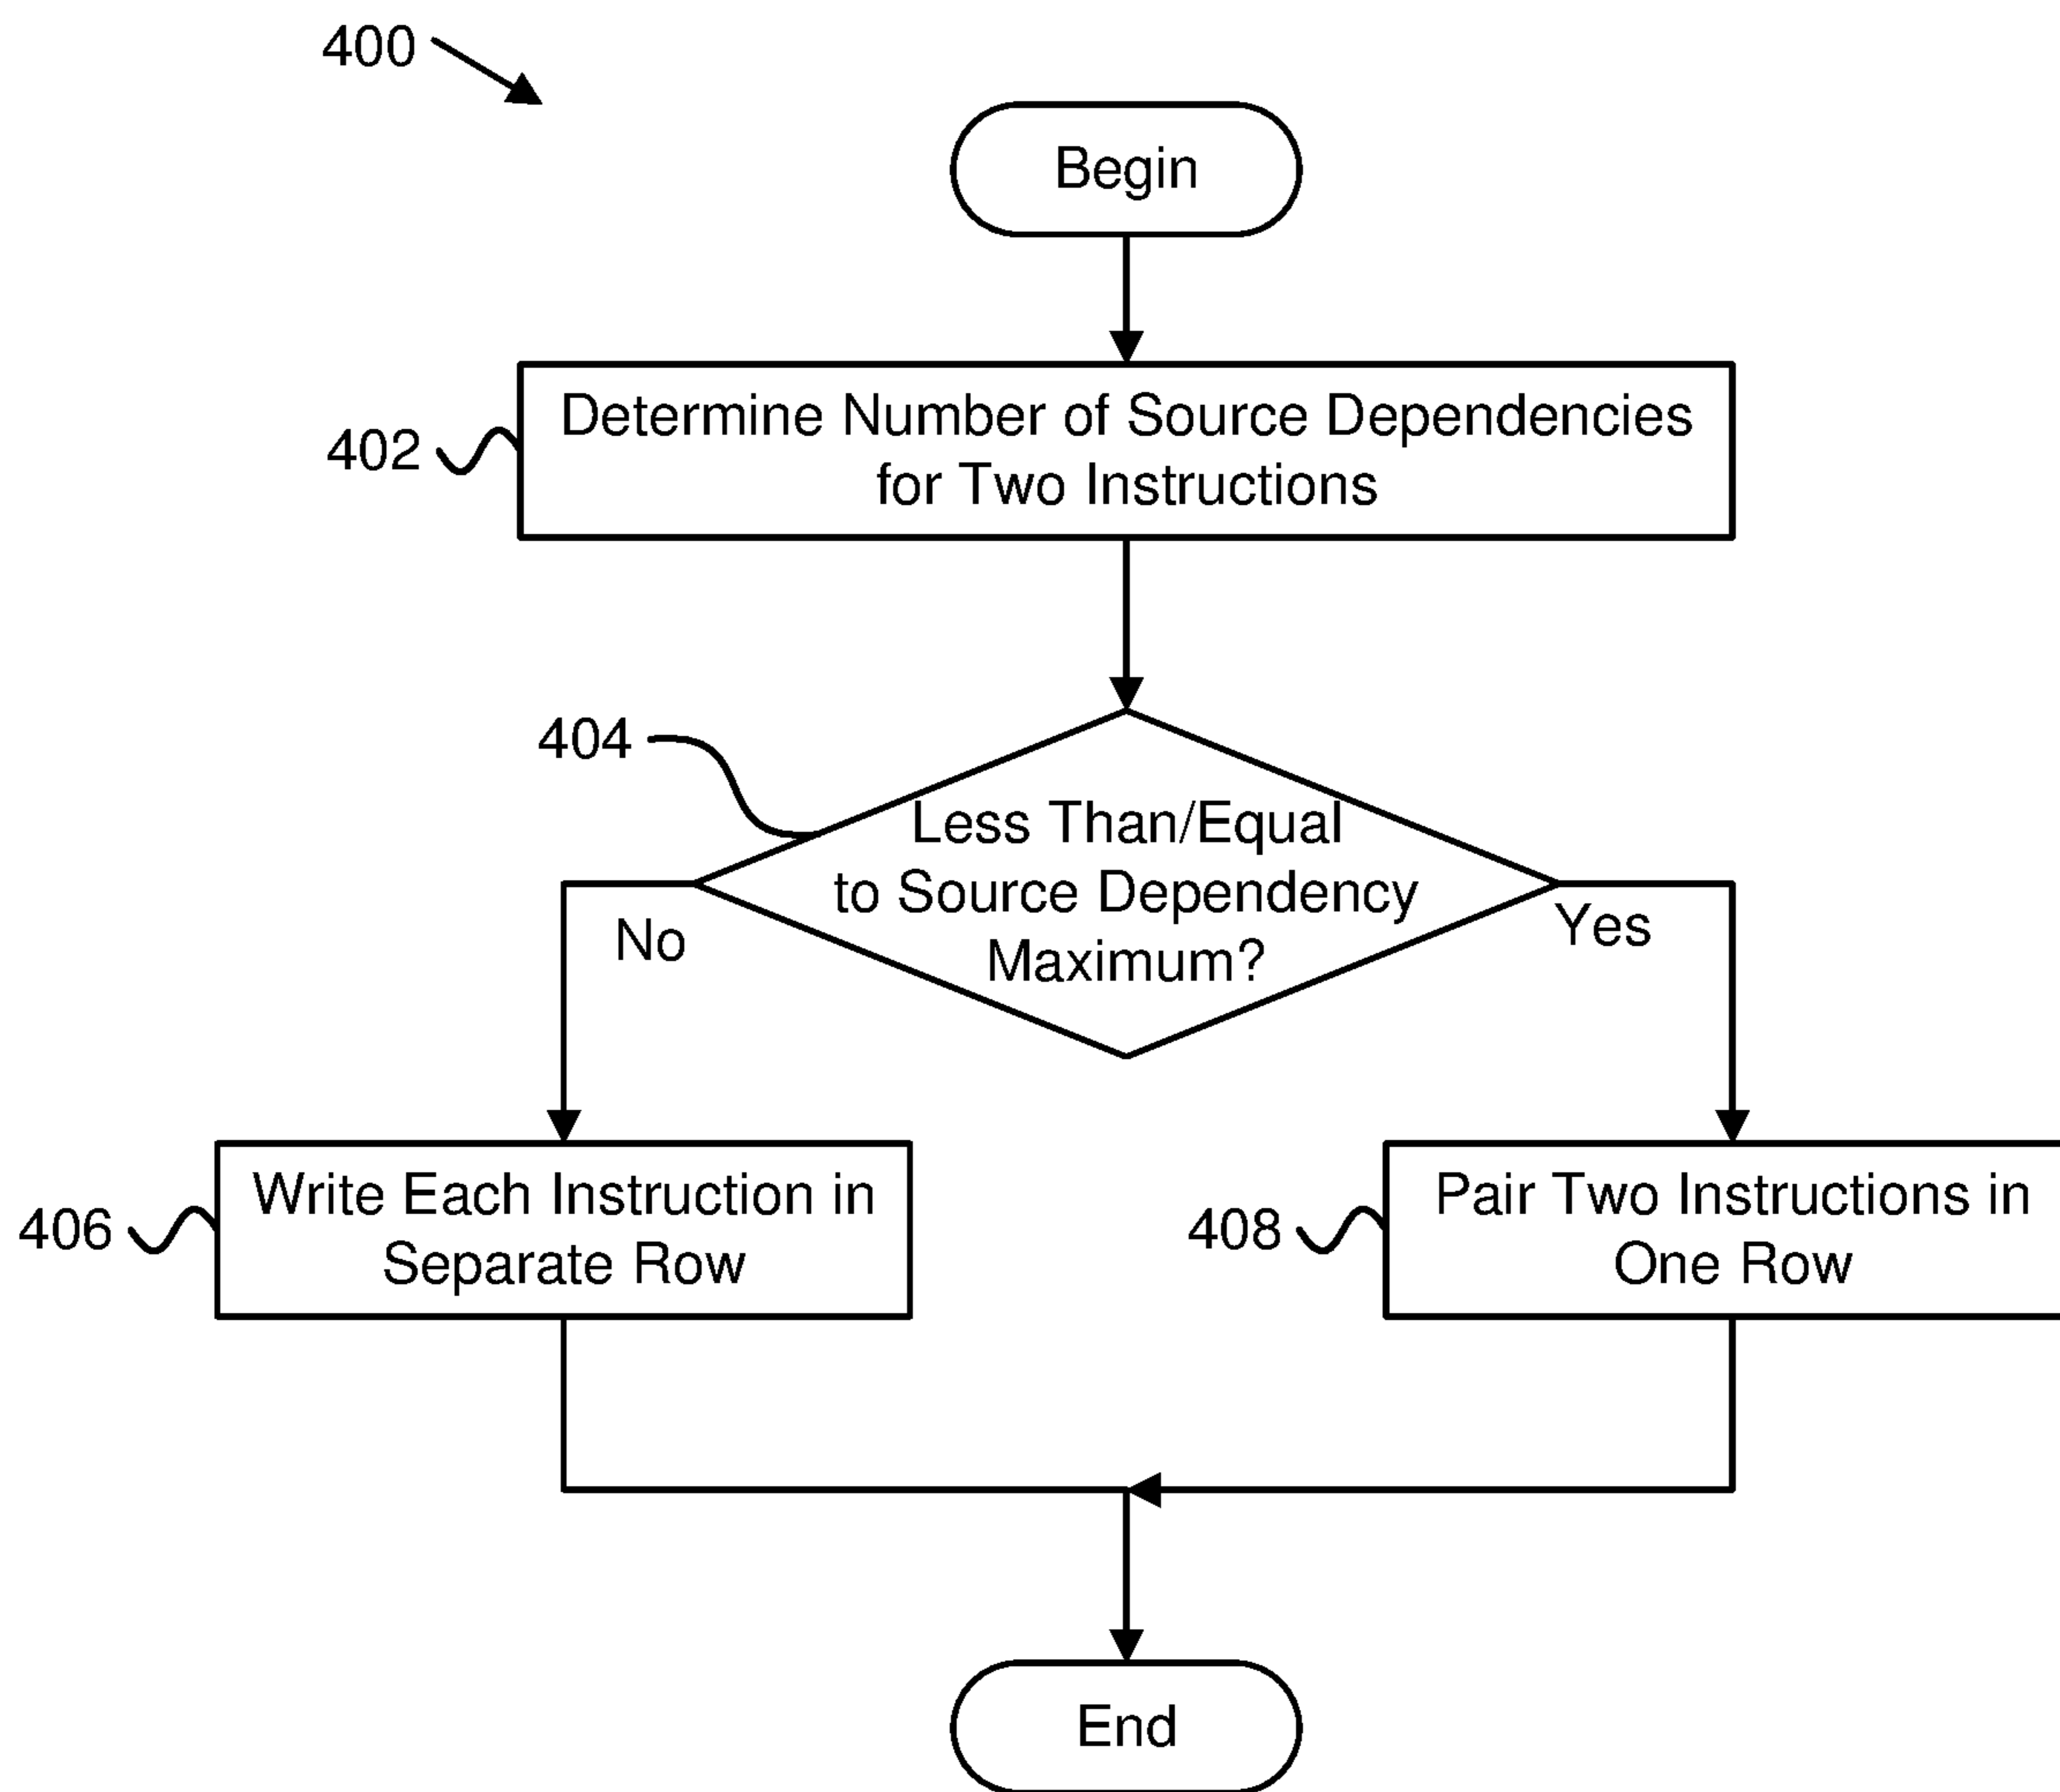 400
Begin
402
Determine Number of Source Dependencies
for Two Instructions
404
Less Than/Equal
to Source Dependency
Maximum?
No
Yes
406
Write Each Instruction in
Separate Row
408
Pair Two Instructions in
One Row
End